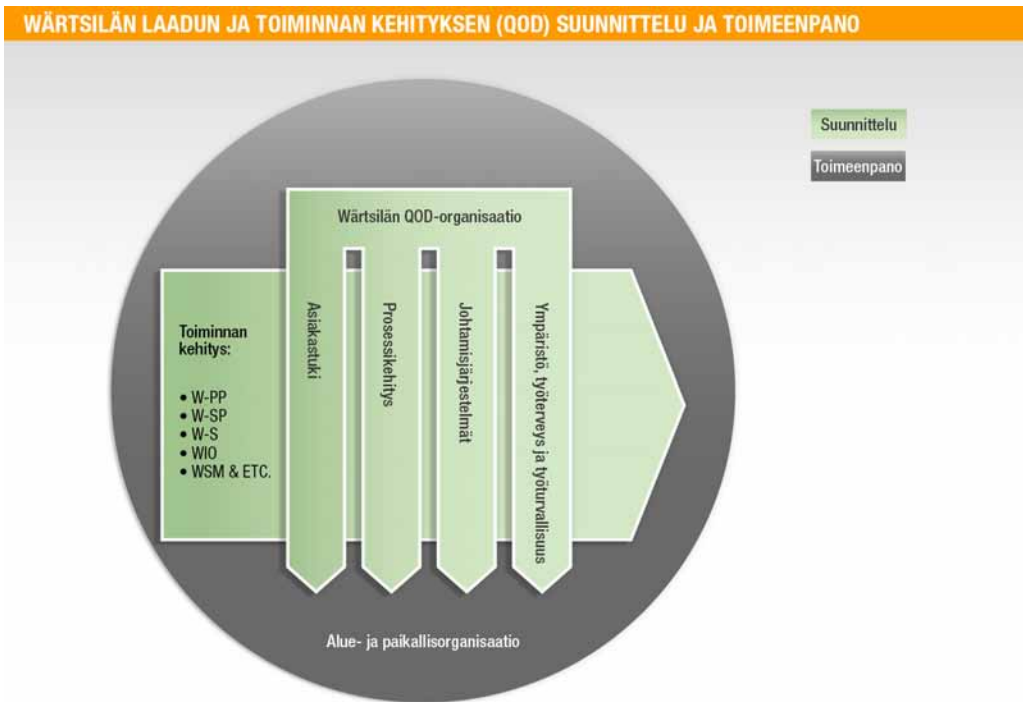 WÄRTSILÄN LAADUN JA TOIMINNAN KEHITYKSEN (QOD) SUUNNITTELU JA TOIMEENPANO
Suunnittelu
Toimeenpano
Wärtsilän QOD-organisaatio
Toiminnan
kehitys:
• W-PP
• W-SP
• W-S
• WIO
• WSM & ETC.
Asiakastuki
Prosessikehitys
Johtamisjärjestelmät
Ympäristö, työterveys ja työturvallisuus
Alue- ja paikallisorganisaatio